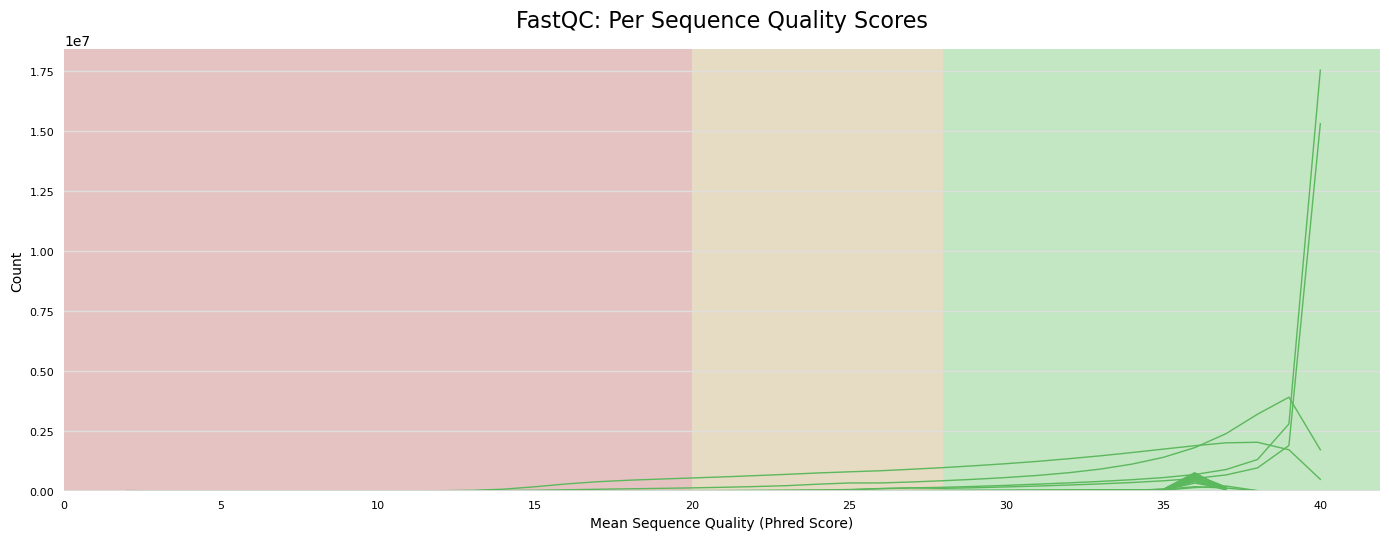 FastQC: Per Sequence Quality Scores
1e7
1.75
1.50
1.25
1.00
0.75
0.50
0.25
0.00
Count
0 5 10 15 20 25 30 35 40
Mean Sequence Quality (Phred Score)